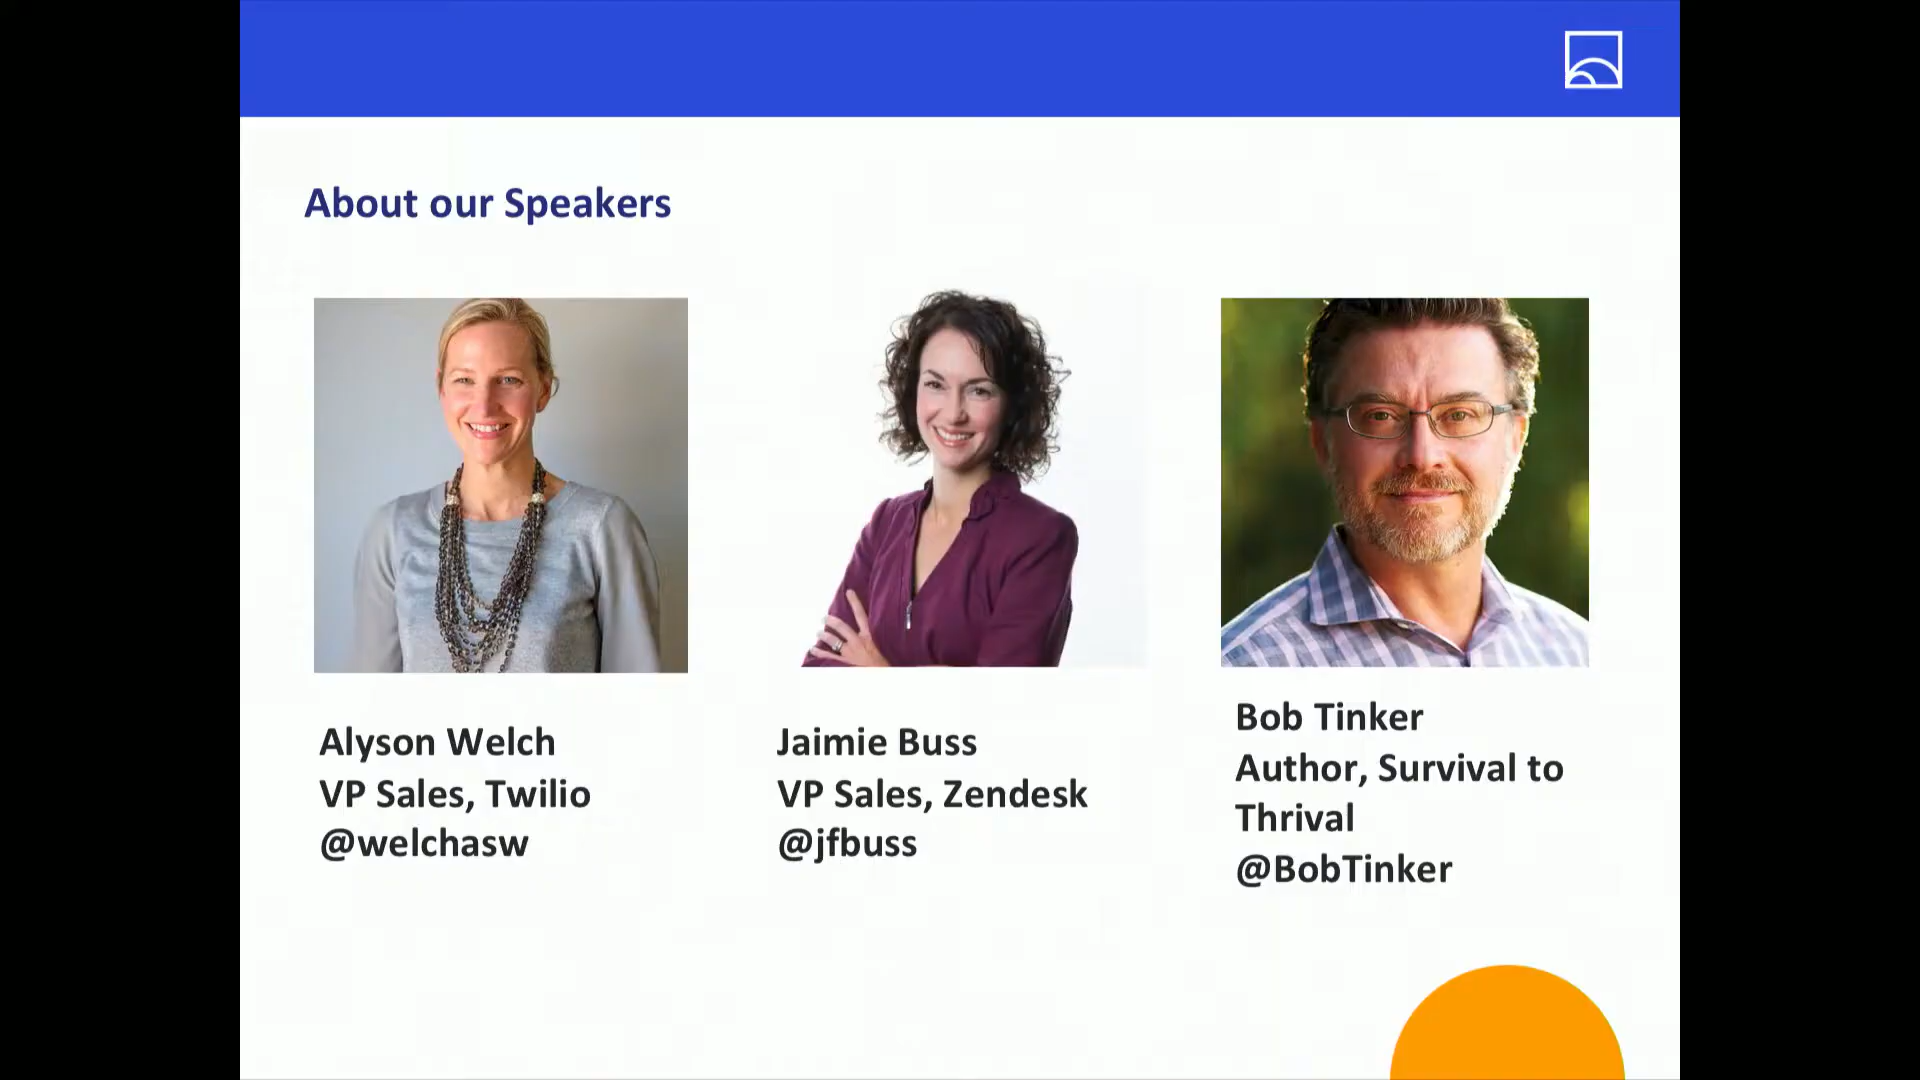 About our Speakers
Alyson Welch
VP Sales, Twilio
@welchasw
Jaimie Buss
VP Sales, Zendesk
@jfbuss
Bob Tinker
Author, Survival to
Thrival
@BobTinker